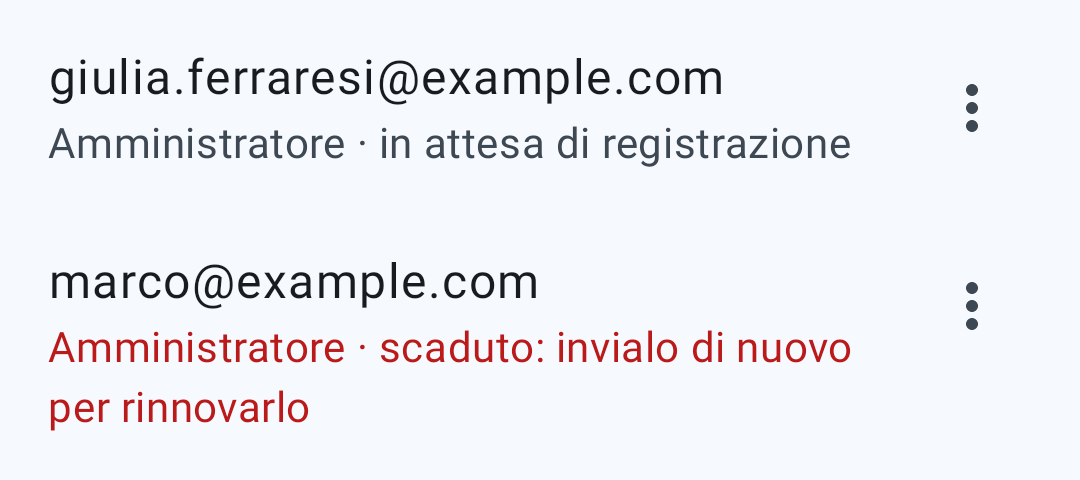 giulia.ferraresi@example.com
Amministratore · in attesa di registrazione
marco@example.com
Amministratore · scaduto: invialo di nuovo
per rinnovarlo